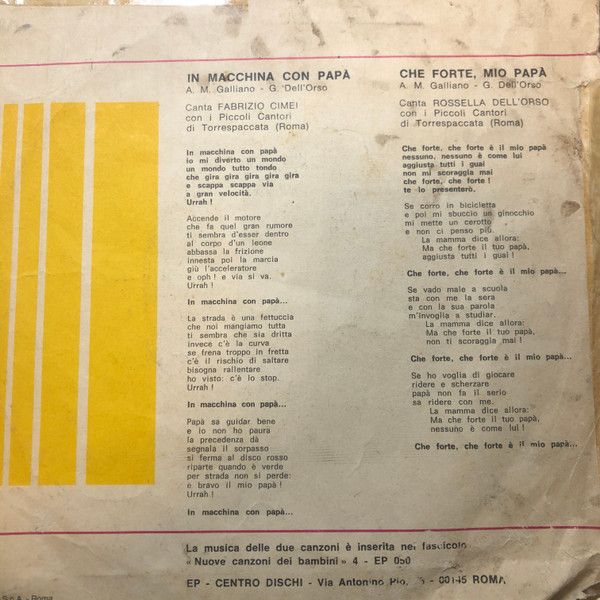 IN MACCHINA CON PAPÀ
A. M. Galliano - G. Dell'Orso
Canta FABRIZIO CIMEI
con i Piccoli Cantori
di Torrespaccata (Roma)
In macchina con papà
io mi diverto un mondo
un mondo tutto tondo
che gira gira gira gira gira
e scappa scappa via
a gran velocità.
Urrah !
Accende il motore
che fa quel gran rumore
ti sembra d'esser dentro
al corpo d'un leone
abbassa la frizione
innesta poi la marcia
giù l'acceleratore
e oph ! e via si va.
Urrah !
In macchina con papà...
La strada è una fettuccia
che noi mangiamo tutta
ti sembra che sia dritta
invece c'è la curva
se frena troppo in fretta
c'è il rischio di saltare
bisogna rallentare
ho visto: c'è lo stop.
Urrah !
In macchina con papà...
Papà sa guidar bene
e io non ho paura
la precedenza dà
segnala il sorpasso
si ferma al disco rosso
riparte quando è verde
per strada non si perde:
e bravo il mio papà !
Urrah !
In macchina con papà...
CHE FORTE, MIO PAPÀ
A. M. Galliano - G. Dell'Orso
Canta ROSSELLA DELL'ORSO
con i Piccoli Cantori
di Torrespaccata (Roma)
Che forte, che forte è il mio papà
nessuno, nessuno è come lui
aggiusta tutti i guai
non mi scoraggia mai
che forte, che forte !
te lo presenterò.
Se corro in bicicletta
e poi mi sbuccio un ginocchio
mi mette un cerotto
e non ci penso più.
La mamma dice allora:
Ma che forte il tuo papà,
aggiusta tutti i guai !
Che forte, che forte è il mio papà...
Se vado male a scuola
sta con me la sera
e con la sua parola
m'invoglia a studiar.
La mamma dice allora:
Ma che forte il tuo papà,
non ti scoraggia mai !
Che forte, che forte è il mio papà...
Se ho voglia di giocare
ridere e scherzare
papà non fa il serio
sa ridere con me.
La mamma dice allora:
Ma che forte il tuo papà,
nessuno è come lui !
Che forte, che forte è il mio papà...
La musica delle due canzoni è inserita nel fascicolo
« Nuove canzoni dei bambini » 4 - EP 050
EP - CENTRO DISCHI - Via Antonino - 00145 ROMA
- Roma